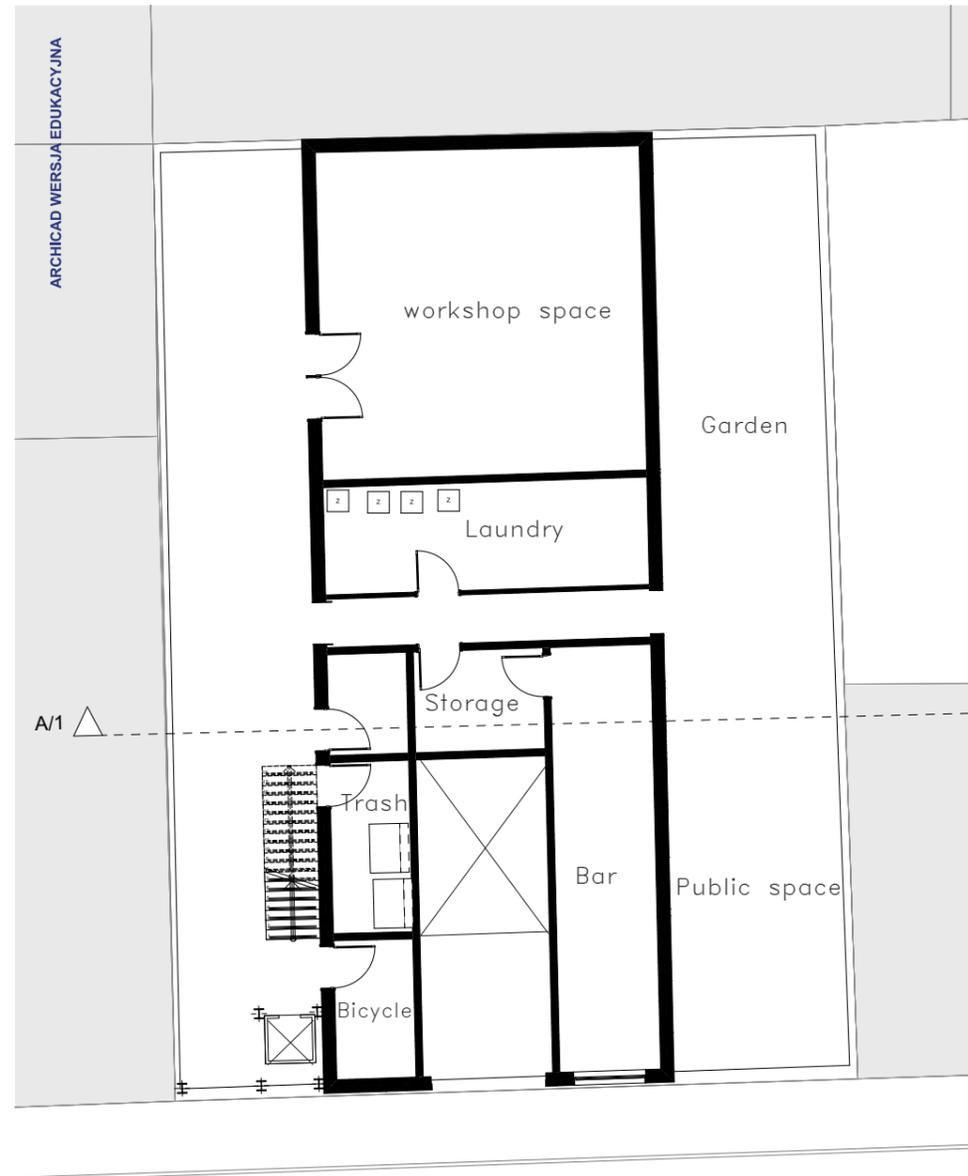 ARCHICAD WERSJA EDUKACYJNA
workshop space
Garden
z z z z
Laundry
Storage
A/1
Trash
Bar
Public space
Bicycle